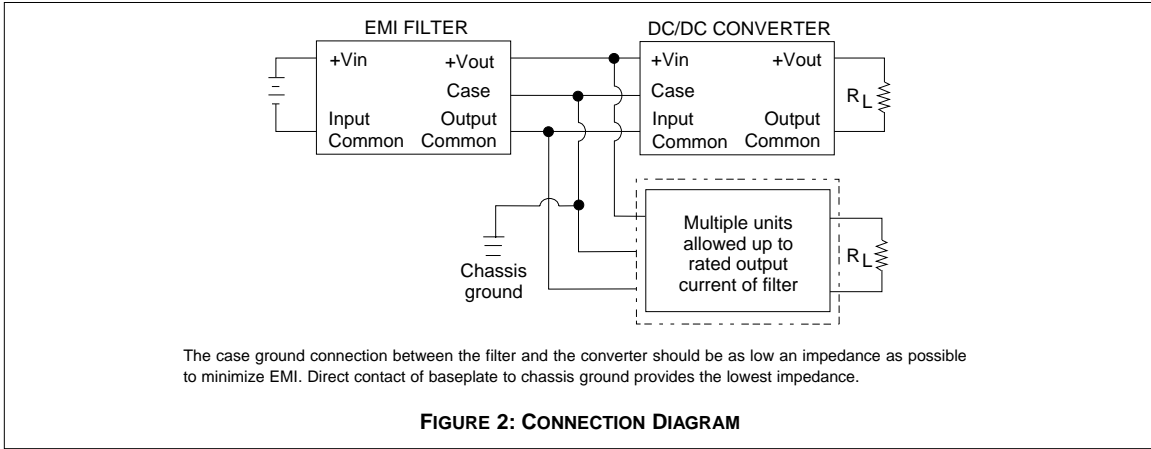 EMI FILTER
DC/DC CONVERTER
+Vin
+Vout
Case
Input
Common
Output
Common
+Vin
+Vout
Case
Input
Common
Output
Common
RL
Multiple units
allowed up to
rated output
current of filter
RL
Chassis
ground
The case ground connection between the filter and the converter should be as low an impedance as possible
to minimize EMI. Direct contact of baseplate to chassis ground provides the lowest impedance.
FIGURE 2: CONNECTION DIAGRAM